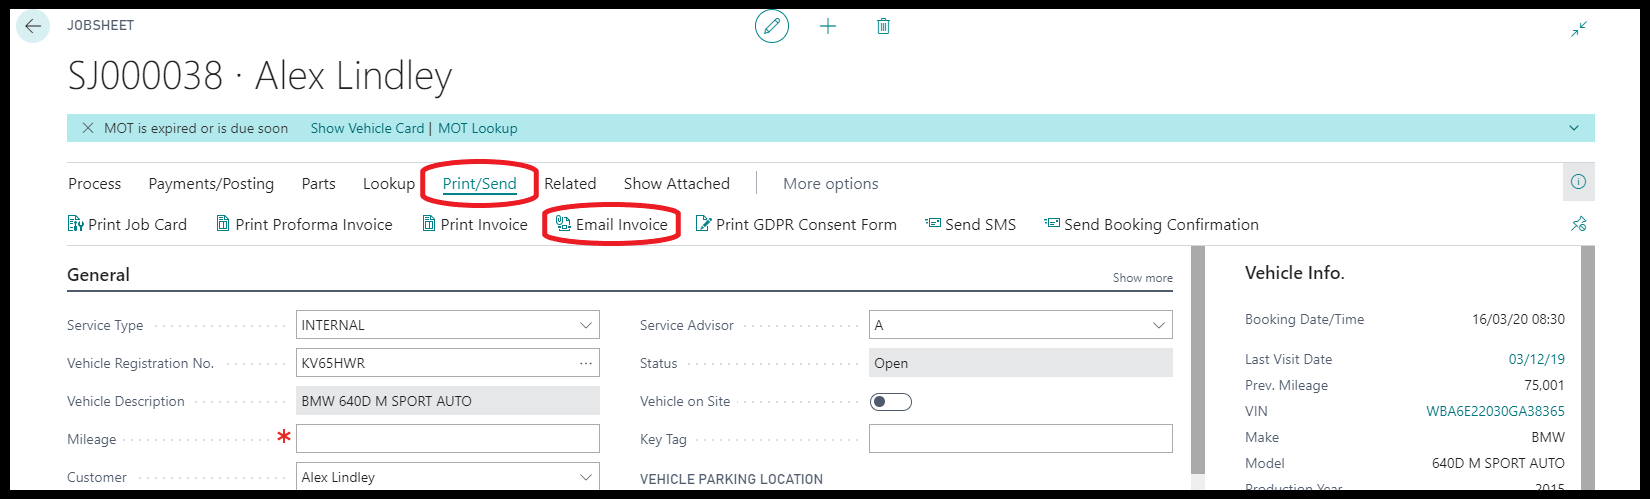 JOBSHEET
SJ000038 · Alex Lindley
MOT is expired or is due soon Show Vehicle Card | MOT Lookup
Process Payments/Posting Parts Lookup Print/Send Related Show Attached More options
Print Job Card Print Proforma Invoice Print Invoice Email Invoice Print GDPR Consent Form Send SMS Send Booking Confirmation
General Show more
Service Type INTERNAL
Vehicle Registration No. KV65HWR ...
Vehicle Description BMW 640D M SPORT AUTO
Mileage *
Customer Alex Lindley
Service Advisor A
Status Open
Vehicle on Site
Key Tag
VEHICLE PARKING LOCATION
Vehicle Info.
Booking Date/Time 16/03/20 08:30
Last Visit Date 03/12/19
Prev. Mileage 75,001
VIN WBA6E22030GA38365
Make BMW
Model 640D M SPORT AUTO
Production Year 2015